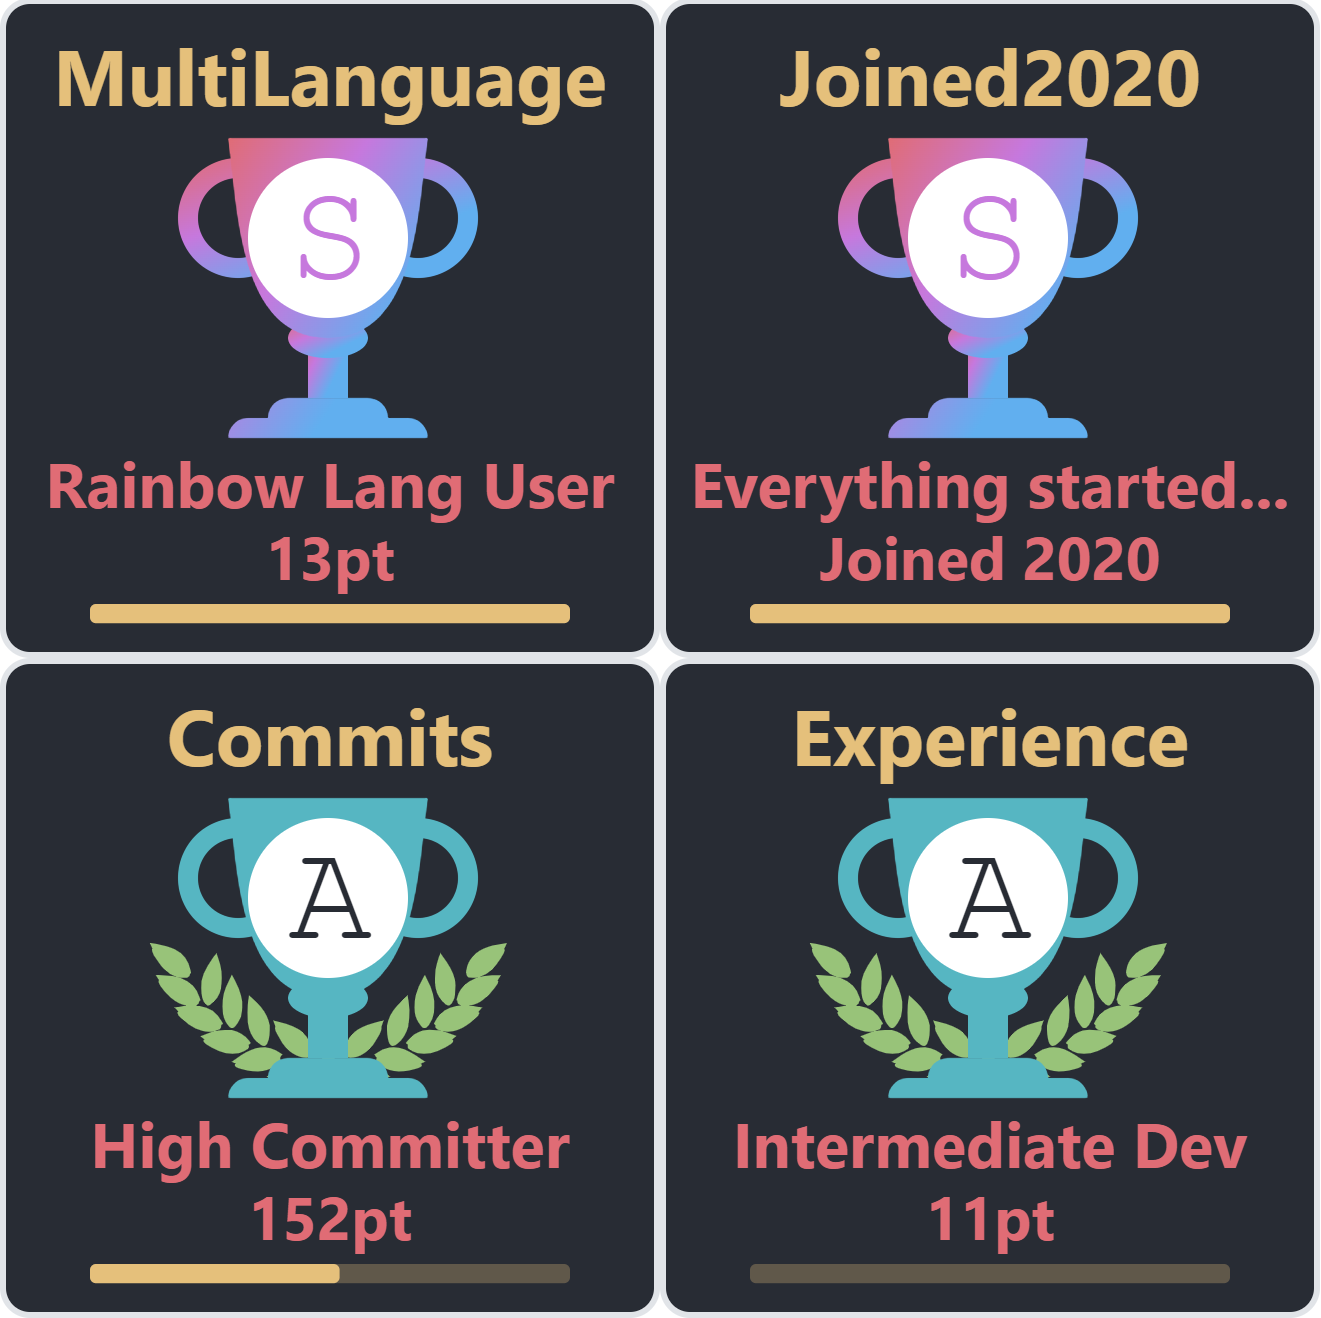 MultiLanguage
S
Rainbow Lang User
13pt
Joined2020
S
Everything started...
Joined 2020
Commits
A
High Committer
152pt
Experience
A
Intermediate Dev
11pt